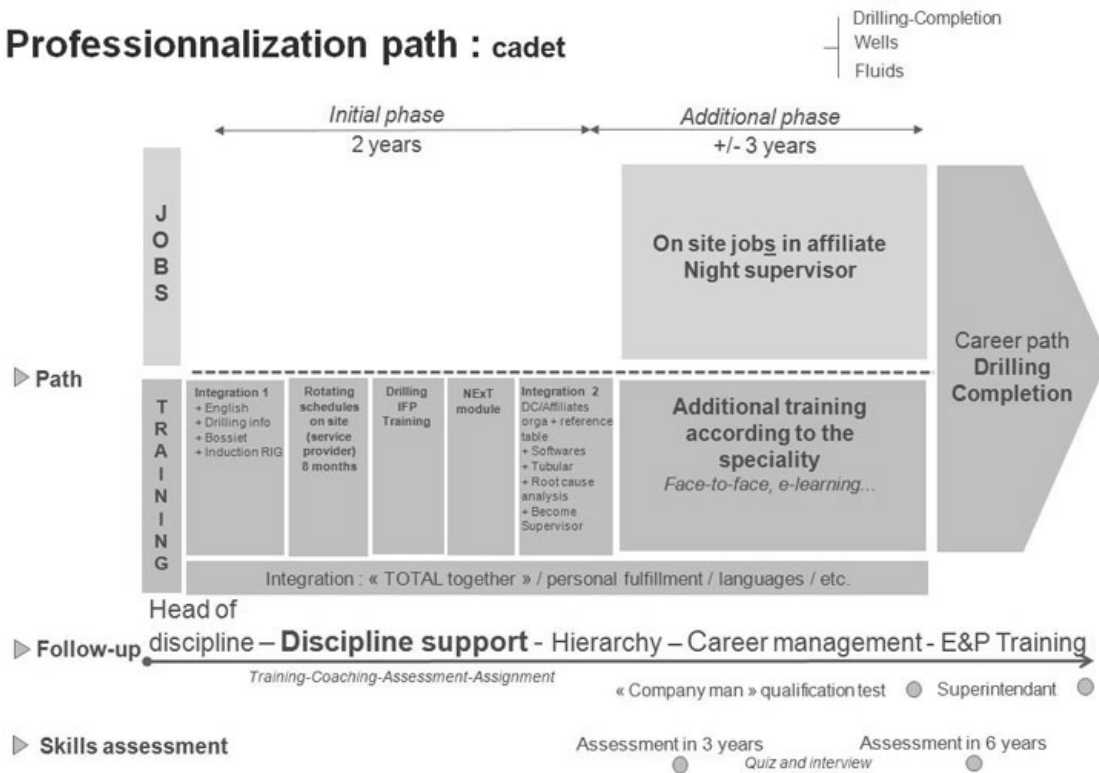 Professionnalization path : cadet
Drilling-Completion
Wells
Fluids
Initial phase
2 years
Additional phase
+/- 3 years
JOBS
On site jobs in affiliate
Night supervisor
Career path
Drilling
Completion
Path
TRAINING
Integration 1
+ English
+ Drilling info
+ Bossiet
+ Induction RIG
Rotating
schedules
on site
(service
provider)
8 months
Drilling
IFP
Training
NExT
module
Integration 2
DC/Affiliates
orga + reference
table
+ Softwares
+ Tubular
+ Root cause
analysis
+ Become
Supervisor
Additional training
according to the
speciality
Face-to-face, e-learning...
Integration : « TOTAL together » / personal fulfillment / languages / etc.
Follow-up
Head of
discipline – Discipline support - Hierarchy – Career management - E&P Training
Training-Coaching-Assessment-Assignment
« Company man » qualification test
Superintendant
Skills assessment
Assessment in 3 years
Assessment in 6 years
Quiz and interview